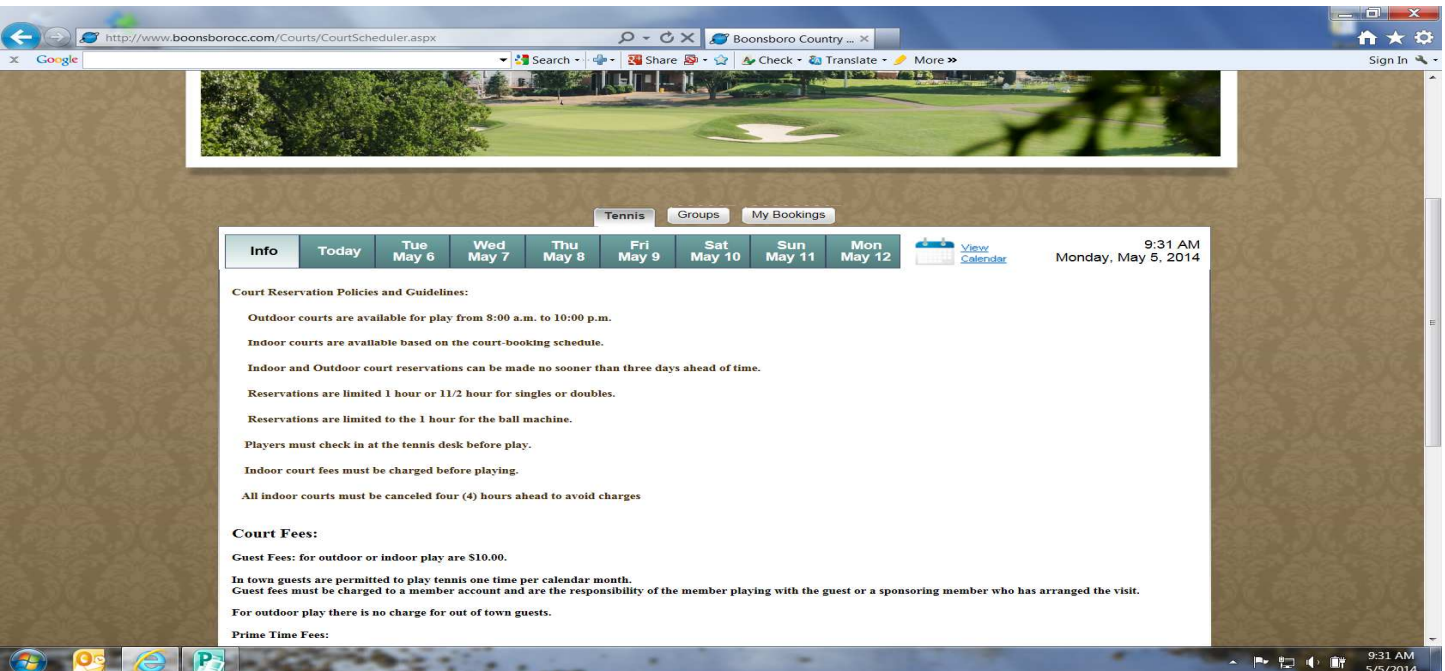 http://www.boonsborocc.com/Courts/CourtScheduler.aspx
Boonsboro Country ...
x Google Search Share Check Translate More » Sign In
Tennis Groups My Bookings
Info Today Tue May 6 Wed May 7 Thu May 8 Fri May 9 Sat May 10 Sun May 11 Mon May 12 View Calendar
9:31 AM
Monday, May 5, 2014
Court Reservation Policies and Guidelines:
Outdoor courts are available for play from 8:00 a.m. to 10:00 p.m.
Indoor courts are available based on the court-booking schedule.
Indoor and Outdoor court reservations can be made no sooner than three days ahead of time.
Reservations are limited 1 hour or 11/2 hour for singles or doubles.
Reservations are limited to the 1 hour for the ball machine.
Players must check in at the tennis desk before play.
Indoor court fees must be charged before playing.
All indoor courts must be canceled four (4) hours ahead to avoid charges
Court Fees:
Guest Fees: for outdoor or indoor play are $10.00.
In town guests are permitted to play tennis one time per calendar month.
Guest fees must be charged to a member account and are the responsibility of the member playing with the guest or a sponsoring member who has arranged the visit.
For outdoor play there is no charge for out of town guests.
Prime Time Fees:
9:31 AM
5/5/2014